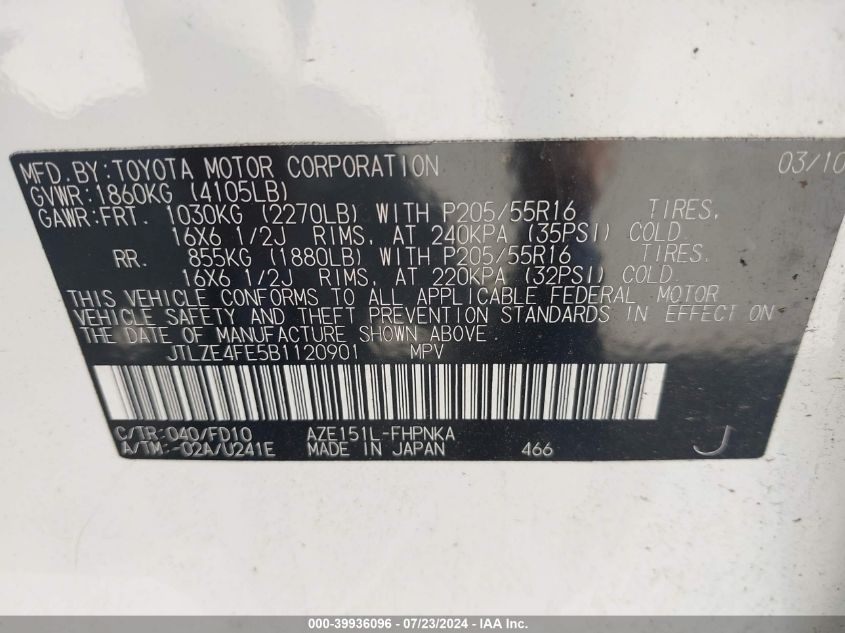 MFD.BY:TOYOTA MOTOR CORPORATION 03/10
GVWR:1860KG (4105LB)
GAWR:FRT. 1030KG (2270LB) WITH P205/55R16 TIRES,
16X6 1/2J RIMS, AT 240KPA (35PSI) COLD.
RR. 855KG (1880LB) WITH P205/55R16 TIRES,
16X6 1/2J RIMS, AT 220KPA (32PSI) COLD.
THIS VEHICLE CONFORMS TO ALL APPLICABLE FEDERAL MOTOR
VEHICLE SAFETY AND THEFT PREVENTION STANDARDS IN EFFECT ON
THE DATE OF MANUFACTURE SHOWN ABOVE.
JTLZE4FE5B1120901 MPV
C/TR:040/FD10 AZE151L-FHPNKA
A/TM:-02A/U241E MADE IN JAPAN 466 J
000-39936096 - 07/23/2024 - IAA Inc.